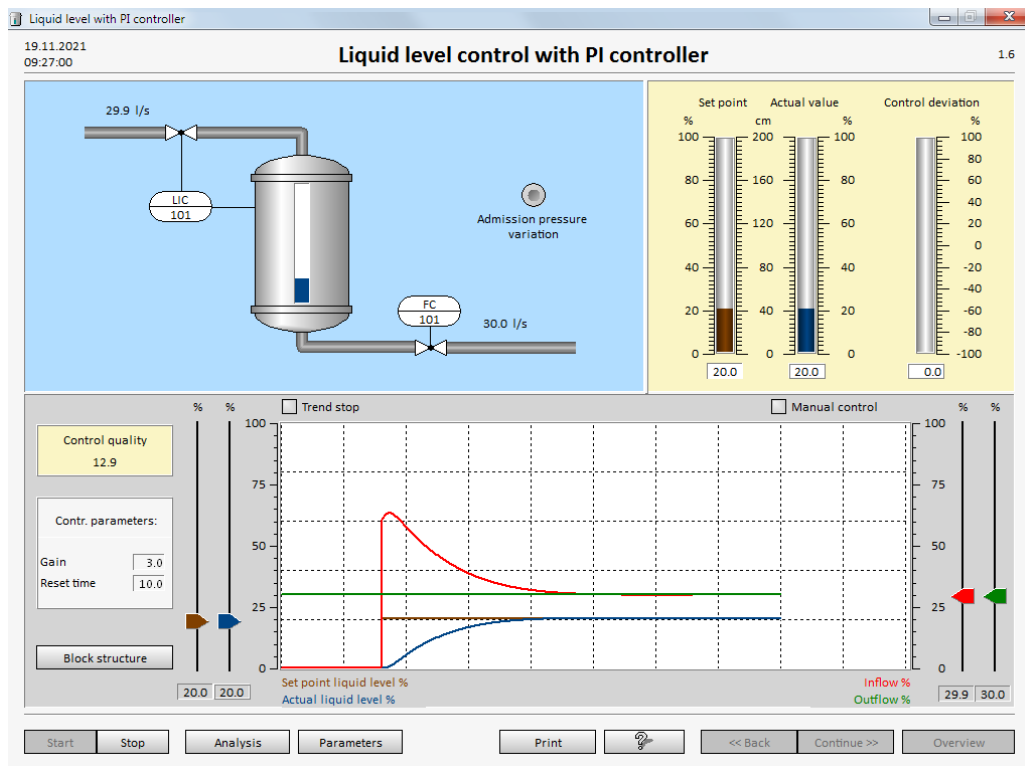 Liquid level with PI controller
19.11.2021
09:27:00
Liquid level control with PI controller
1.6
29.9 l/s
LIC
101
Admission pressure
variation
FC
101
30.0 l/s
Set point Actual value Control deviation
% cm % %
100 200 100 100
80
80 160 80 60
40
60 120 60 20
0
40 80 40 -20
-40
20 40 20 -60
-80
0 0 0 -100
20.0 20.0 0.0
% % Trend stop Manual control % %
Control quality
12.9
100 100
75 75
50 50
25 25
0 0
Contr. parameters:
Gain 3.0
Reset time 10.0
Block structure
20.0 20.0
Set point liquid level %
Actual liquid level %
Inflow %
Outflow %
29.9 30.0
Start Stop Analysis Parameters Print ? << Back Continue >> Overview